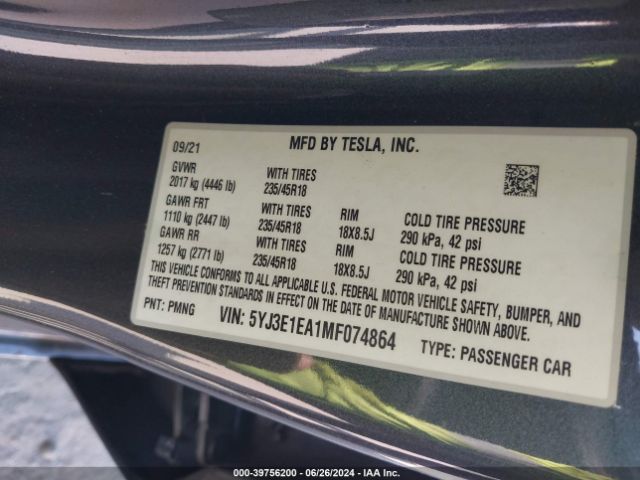 09/21 MFD BY TESLA, INC.
GVWR WITH TIRES
2017 kg (4446 lb) 235/45R18
GAWR FRT WITH TIRES RIM COLD TIRE PRESSURE
1110 kg (2447 lb) 235/45R18 18X8.5J 290 kPa, 42 psi
GAWR RR WITH TIRES RIM COLD TIRE PRESSURE
1257 kg (2771 lb) 235/45R18 18X8.5J 290 kPa, 42 psi
THIS VEHICLE CONFORMS TO ALL APPLICABLE U.S. FEDERAL MOTOR VEHICLE SAFETY, BUMPER, AND
THEFT PREVENTION STANDARDS IN EFFECT ON THE DATE OF MANUFACTURE SHOWN ABOVE.
PNT: PMNG VIN: 5YJ3E1EA1MF074864 TYPE: PASSENGER CAR
000-39756200 - 06/26/2024 - IAA Inc.